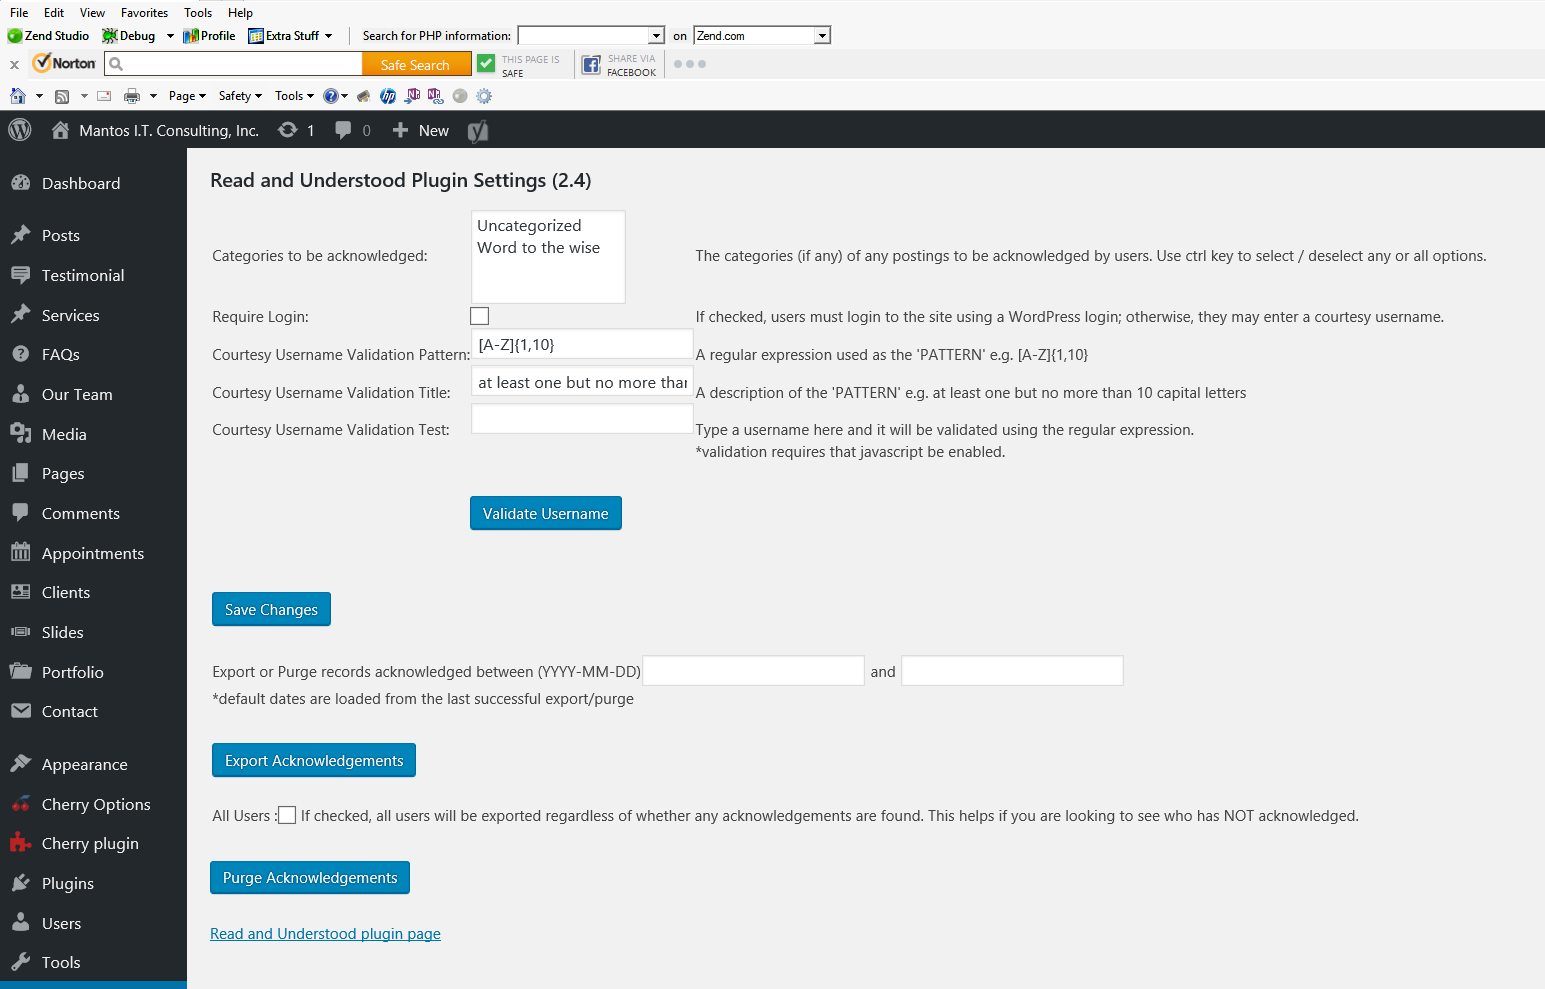 File Edit View Favorites Tools Help
Zend Studio Debug Profile Extra Stuff Search for PHP information: on Zend.com
x Norton Safe Search THIS PAGE IS SAFE SHARE VIA FACEBOOK
Page Safety Tools
Mantos I.T. Consulting, Inc. 1 0 New
Dashboard
Posts
Testimonial
Services
FAQs
Our Team
Media
Pages
Comments
Appointments
Clients
Slides
Portfolio
Contact
Appearance
Cherry Options
Cherry plugin
Plugins
Users
Tools
Read and Understood Plugin Settings (2.4)
Uncategorized
Word to the wise
Categories to be acknowledged: The categories (if any) of any postings to be acknowledged by users. Use ctrl key to select / deselect any or all options.
Require Login: If checked, users must login to the site using a WordPress login; otherwise, they may enter a courtesy username.
Courtesy Username Validation Pattern: [A-Z]{1,10} A regular expression used as the 'PATTERN' e.g. [A-Z]{1,10}
Courtesy Username Validation Title: at least one but no more than A description of the 'PATTERN' e.g. at least one but no more than 10 capital letters
Courtesy Username Validation Test: Type a username here and it will be validated using the regular expression.
*validation requires that javascript be enabled.
Validate Username
Save Changes
Export or Purge records acknowledged between (YYYY-MM-DD) and
*default dates are loaded from the last successful export/purge
Export Acknowledgements
All Users : If checked, all users will be exported regardless of whether any acknowledgements are found. This helps if you are looking to see who has NOT acknowledged.
Purge Acknowledgements
Read and Understood plugin page